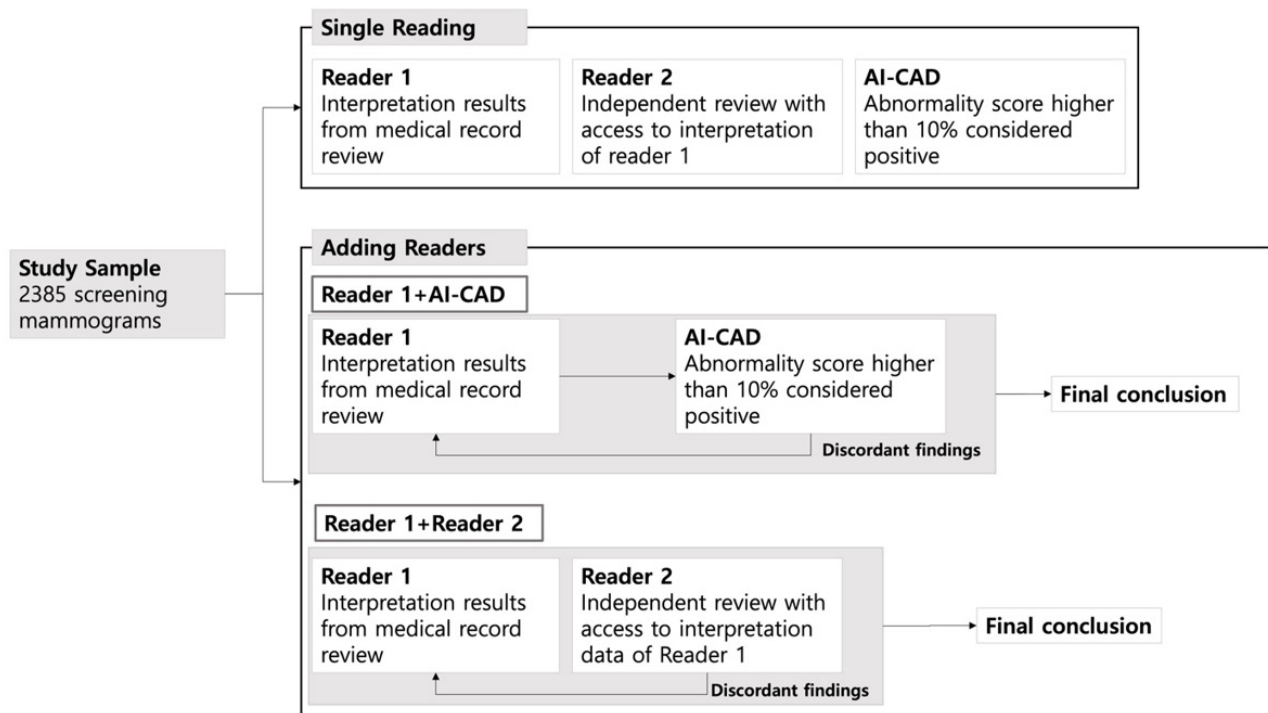 Single Reading
Reader 1
Interpretation results
from medical record
review
Reader 2
Independent review with
access to interpretation
of reader 1
AI-CAD
Abnormality score higher
than 10% considered
positive
Study Sample
2385 screening
mammograms
Adding Readers
Reader 1+AI-CAD
Reader 1
Interpretation results
from medical record
review
AI-CAD
Abnormality score higher
than 10% considered
positive
Discordant findings
Final conclusion
Reader 1+Reader 2
Reader 1
Interpretation results
from medical record
review
Reader 2
Independent review with
access to interpretation
data of Reader 1
Discordant findings
Final conclusion